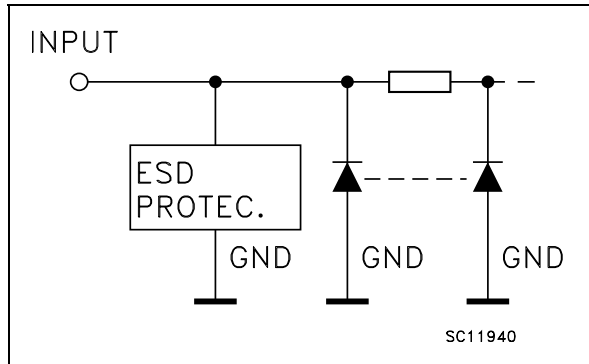 INPUT
ESD
PROTEC.
GND
GND
GND
SC11940